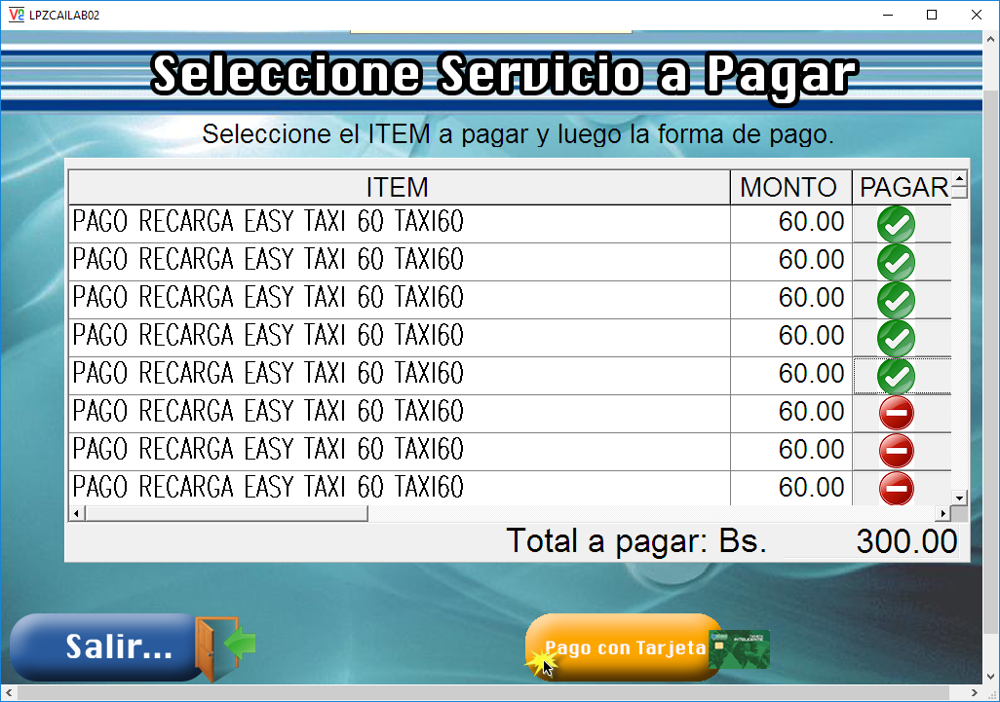 LPZCAILAB02
Seleccione Servicio a Pagar
Seleccione el ITEM a pagar y luego la forma de pago.
ITEM MONTO PAGAR
PAGO RECARGA EASY TAXI 60 TAXI60 60.00
PAGO RECARGA EASY TAXI 60 TAXI60 60.00
PAGO RECARGA EASY TAXI 60 TAXI60 60.00
PAGO RECARGA EASY TAXI 60 TAXI60 60.00
PAGO RECARGA EASY TAXI 60 TAXI60 60.00
PAGO RECARGA EASY TAXI 60 TAXI60 60.00
PAGO RECARGA EASY TAXI 60 TAXI60 60.00
PAGO RECARGA EASY TAXI 60 TAXI60 60.00
Total a pagar: Bs. 300.00
Salir...
Pago con Tarjeta